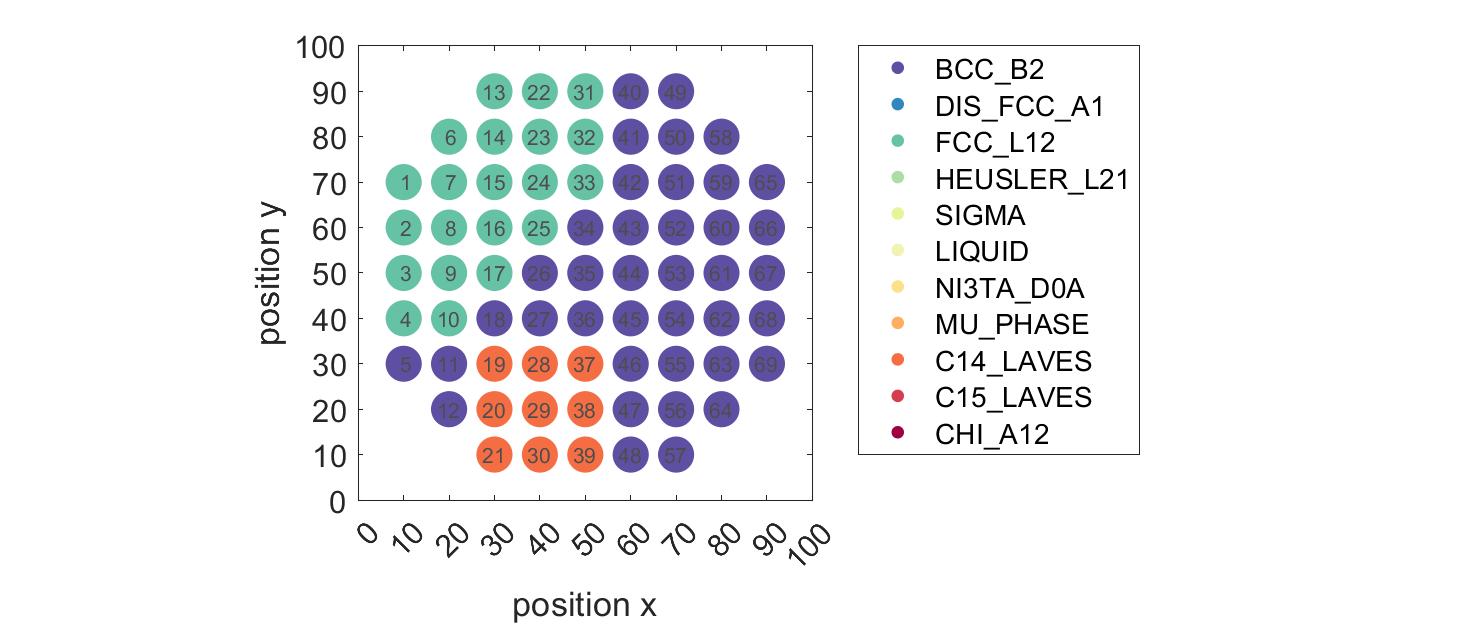 100
90 13 22 31 40 49
80 6 14 23 32 41 50 58
70 1 7 15 24 33 42 51 59 65
60 2 8 16 25 34 43 52 60 66
50 3 9 17 26 35 44 53 61 67
40 4 10 18 27 36 45 54 62 68
30 5 11 19 28 37 46 55 63 69
20 12 20 29 38 47 56 64
10 21 30 39 48 57
0
0 10 20 30 40 50 60 70 80 90 100
position x
position y
BCC_B2
DIS_FCC_A1
FCC_L12
HEUSLER_L21
SIGMA
LIQUID
NI3TA_D0A
MU_PHASE
C14_LAVES
C15_LAVES
CHI_A12